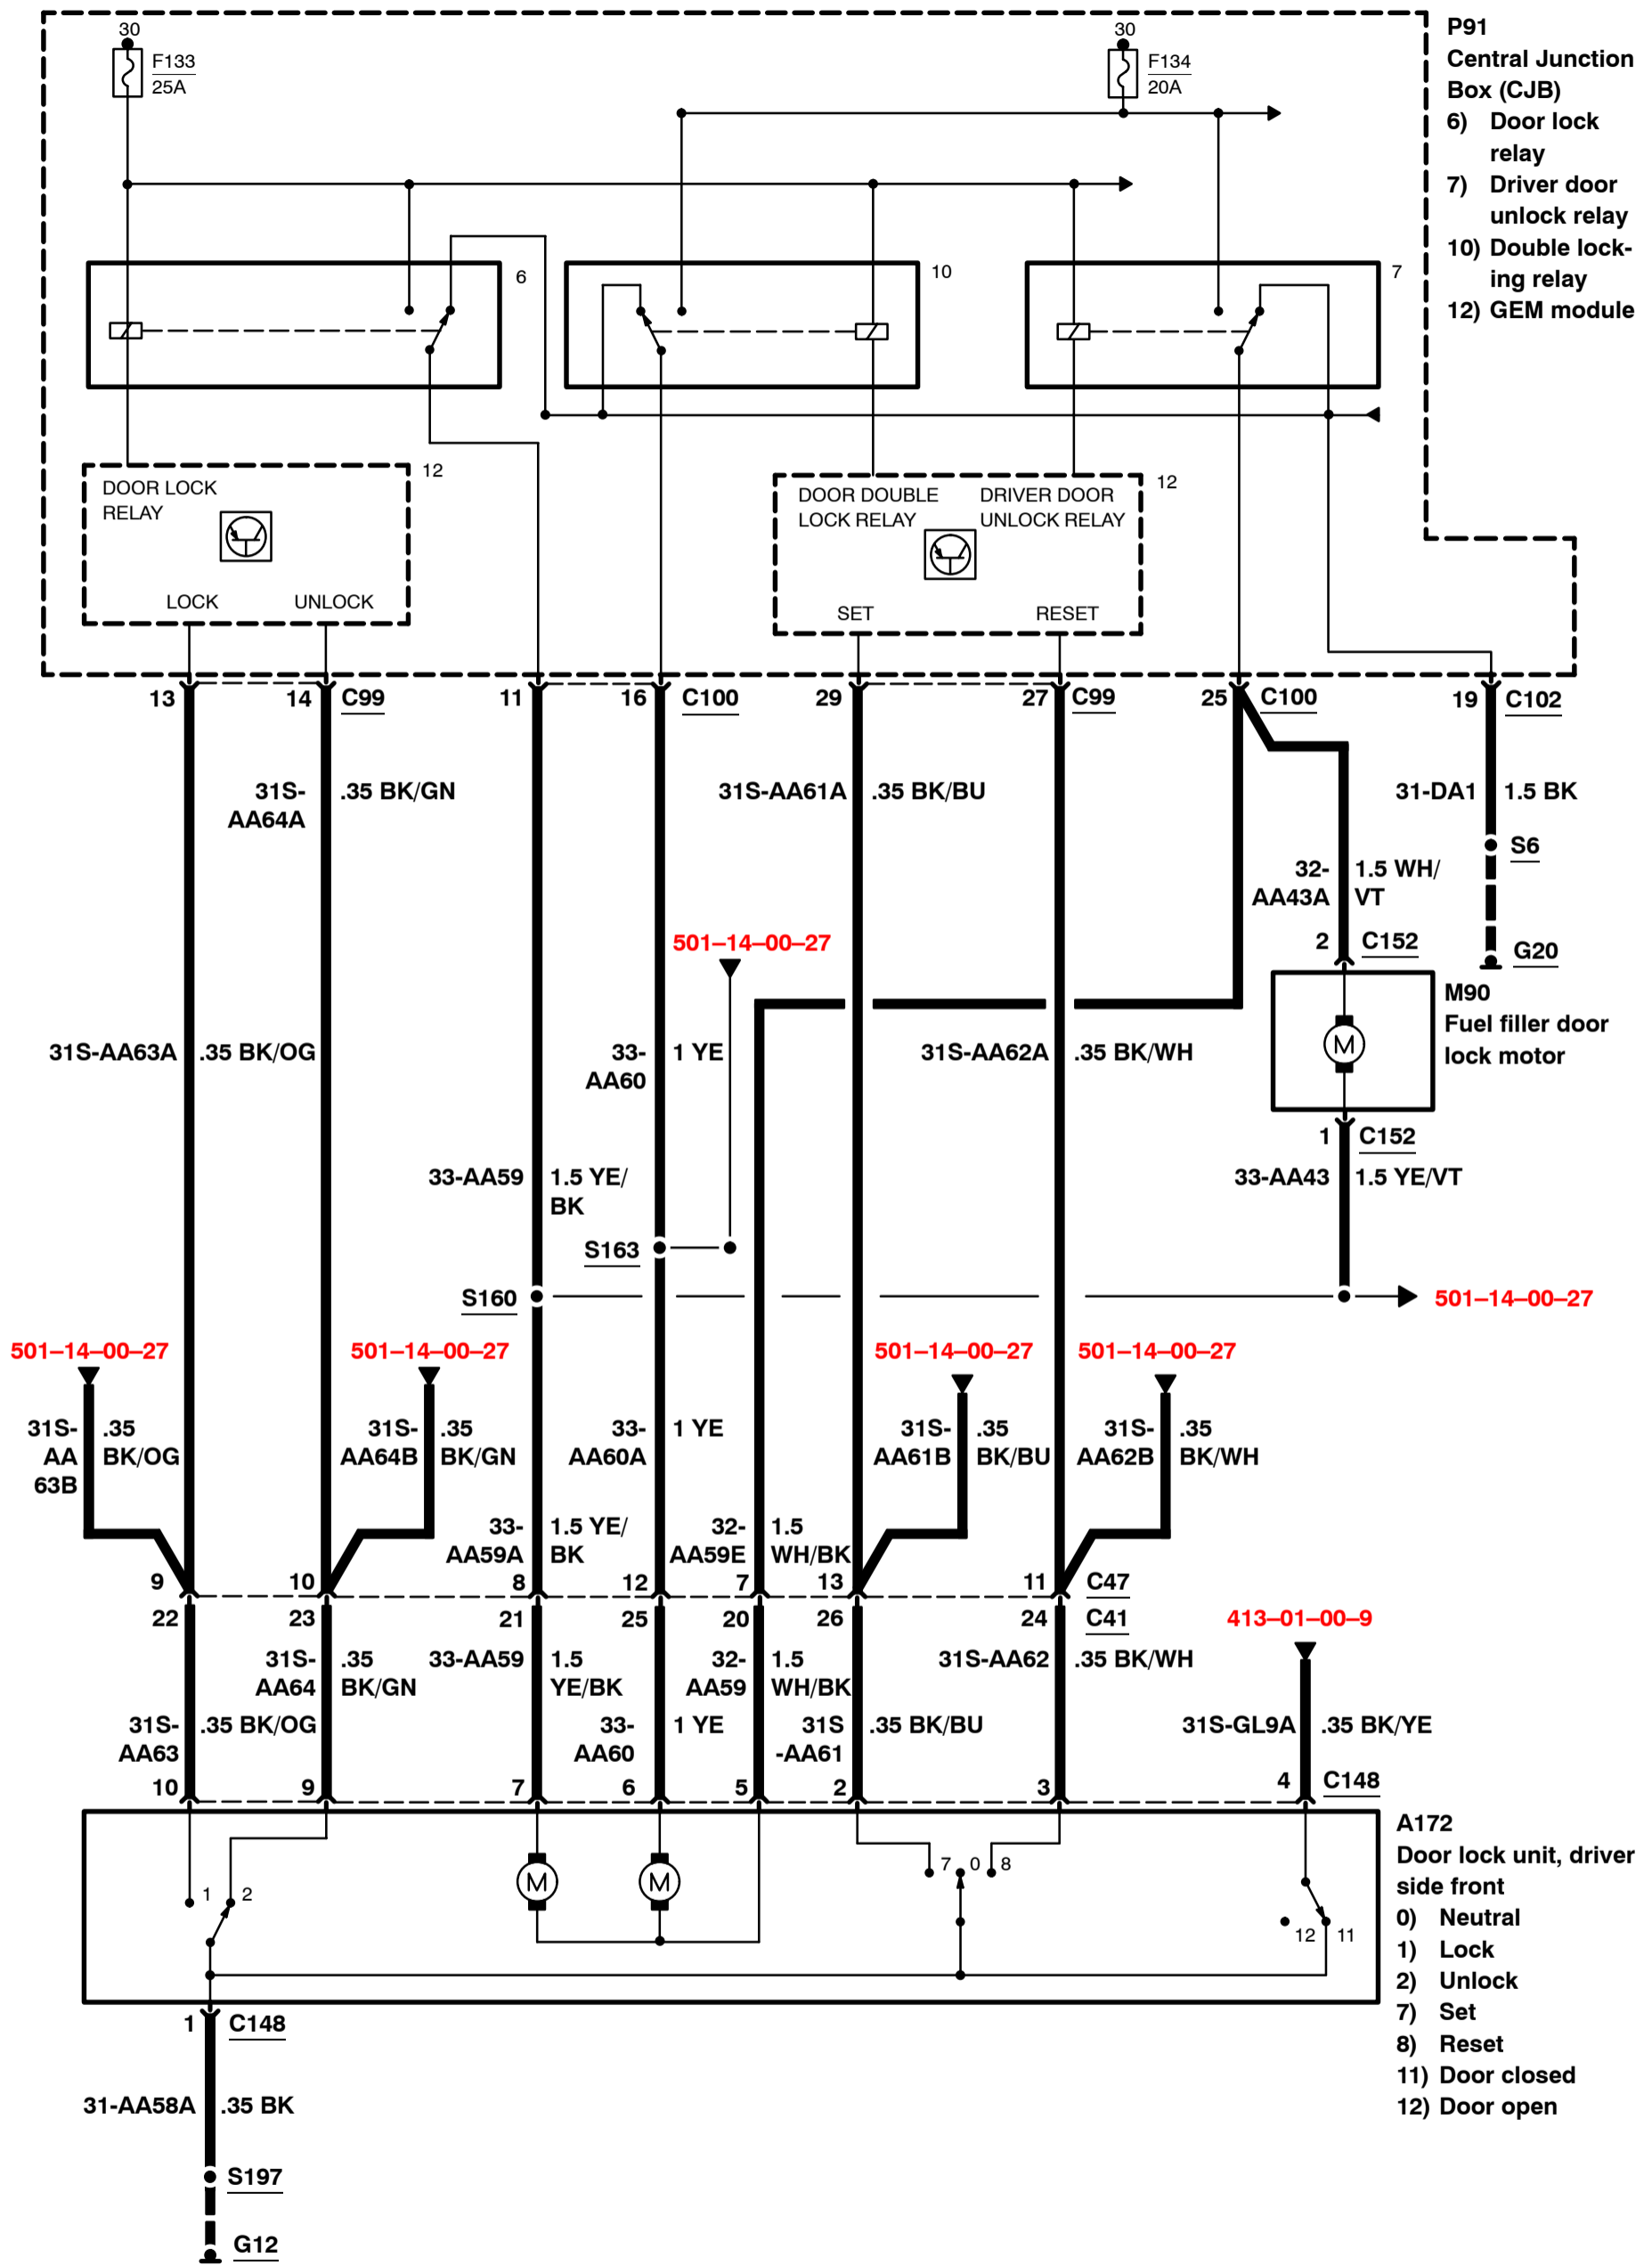 30
F133
25A
30
F134
20A
P91
Central Junction
Box (CJB)
6) Door lock
relay
7) Driver door
unlock relay
10) Double lock-
ing relay
12) GEM module
6
10
7
12
DOOR LOCK
RELAY
LOCK UNLOCK
12
DOOR DOUBLE
LOCK RELAY
DRIVER DOOR
UNLOCK RELAY
SET RESET
13 14 C99 11 16 C100 29 27 C99 25 C100 19 C102
31S-
AA64A
.35 BK/GN
31S-AA61A .35 BK/BU
31-DA1 1.5 BK
S6
32-
AA43A
1.5 WH/
VT
501–14–00–27
2 C152
G20
M90
Fuel filler door
lock motor
M
31S-AA63A .35 BK/OG
33-
AA60
1 YE
31S-AA62A .35 BK/WH
1 C152
33-AA59
1.5 YE/
BK
33-AA43 1.5 YE/VT
S163
S160
501–14–00–27
501–14–00–27
501–14–00–27
501–14–00–27
501–14–00–27
31S-
AA
63B
.35
BK/OG
31S-
AA64B
.35
BK/GN
33-
AA60A
1 YE
31S-
AA61B
.35
BK/BU
31S-
AA62B
.35
BK/WH
33-
AA59A
1.5 YE/
BK
32-
AA59E
1.5
WH/BK
9 10 8 12 7 13 11 C47
22 23 21 25 20 26 24 C41
413–01–00–9
31S-
AA64
.35
BK/GN
33-AA59
1.5
YE/BK
32-
AA59
1.5
WH/BK
31S-AA62 .35 BK/WH
31S-
AA63
.35 BK/OG
33-
AA60
1 YE
31S
-AA61
.35 BK/BU
31S-GL9A .35 BK/YE
10 9 7 6 5 2 3 4 C148
A172
Door lock unit, driver
side front
0) Neutral
1) Lock
2) Unlock
7) Set
8) Reset
11) Door closed
12) Door open
1 2
M
M
7 0 8
12 11
1 C148
31-AA58A .35 BK
S197
G12